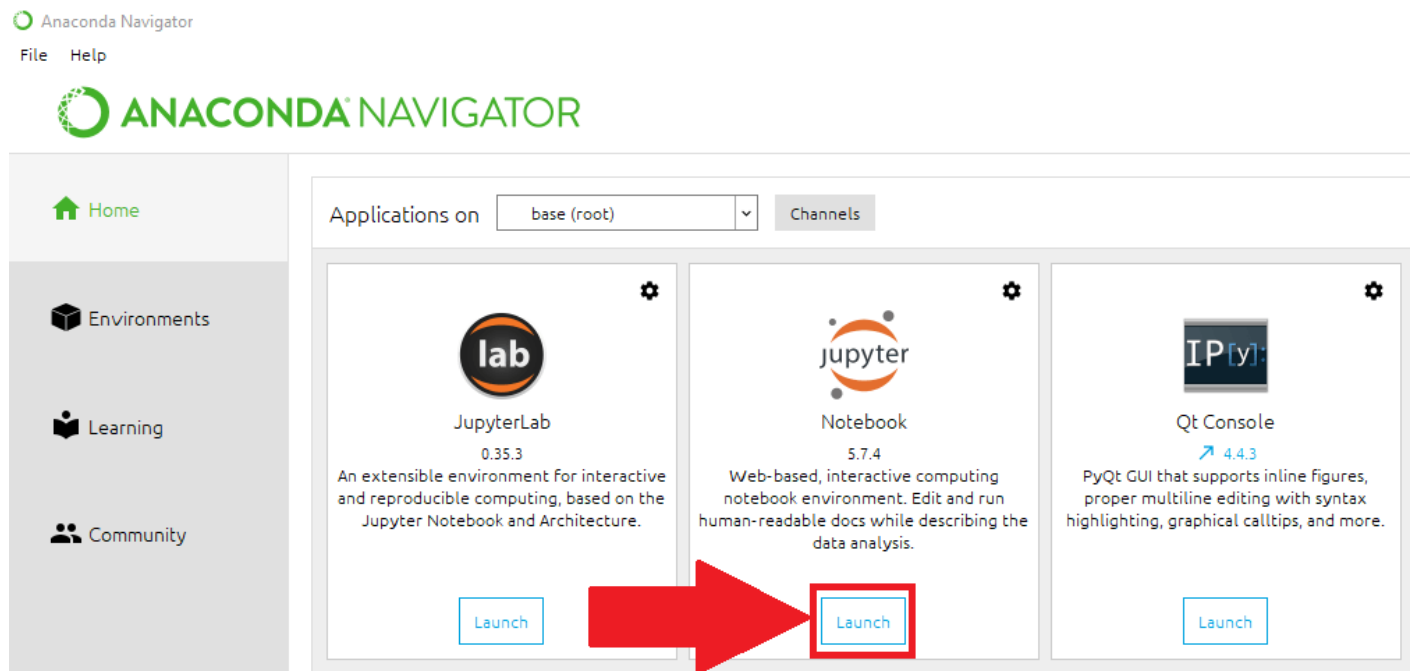 Anaconda Navigator
File Help
ANACONDA NAVIGATOR
Home
Applications on base (root) Channels
Environments
Learning
Community
lab
JupyterLab
0.35.3
An extensible environment for interactive
and reproducible computing, based on the
Jupyter Notebook and Architecture.
Launch
jupyter
Notebook
5.7.4
Web-based, interactive computing
notebook environment. Edit and run
human-readable docs while describing the
data analysis.
Launch
IP[y]:
Qt Console
4.4.3
PyQt GUI that supports inline figures,
proper multiline editing with syntax
highlighting, graphical calltips, and more.
Launch